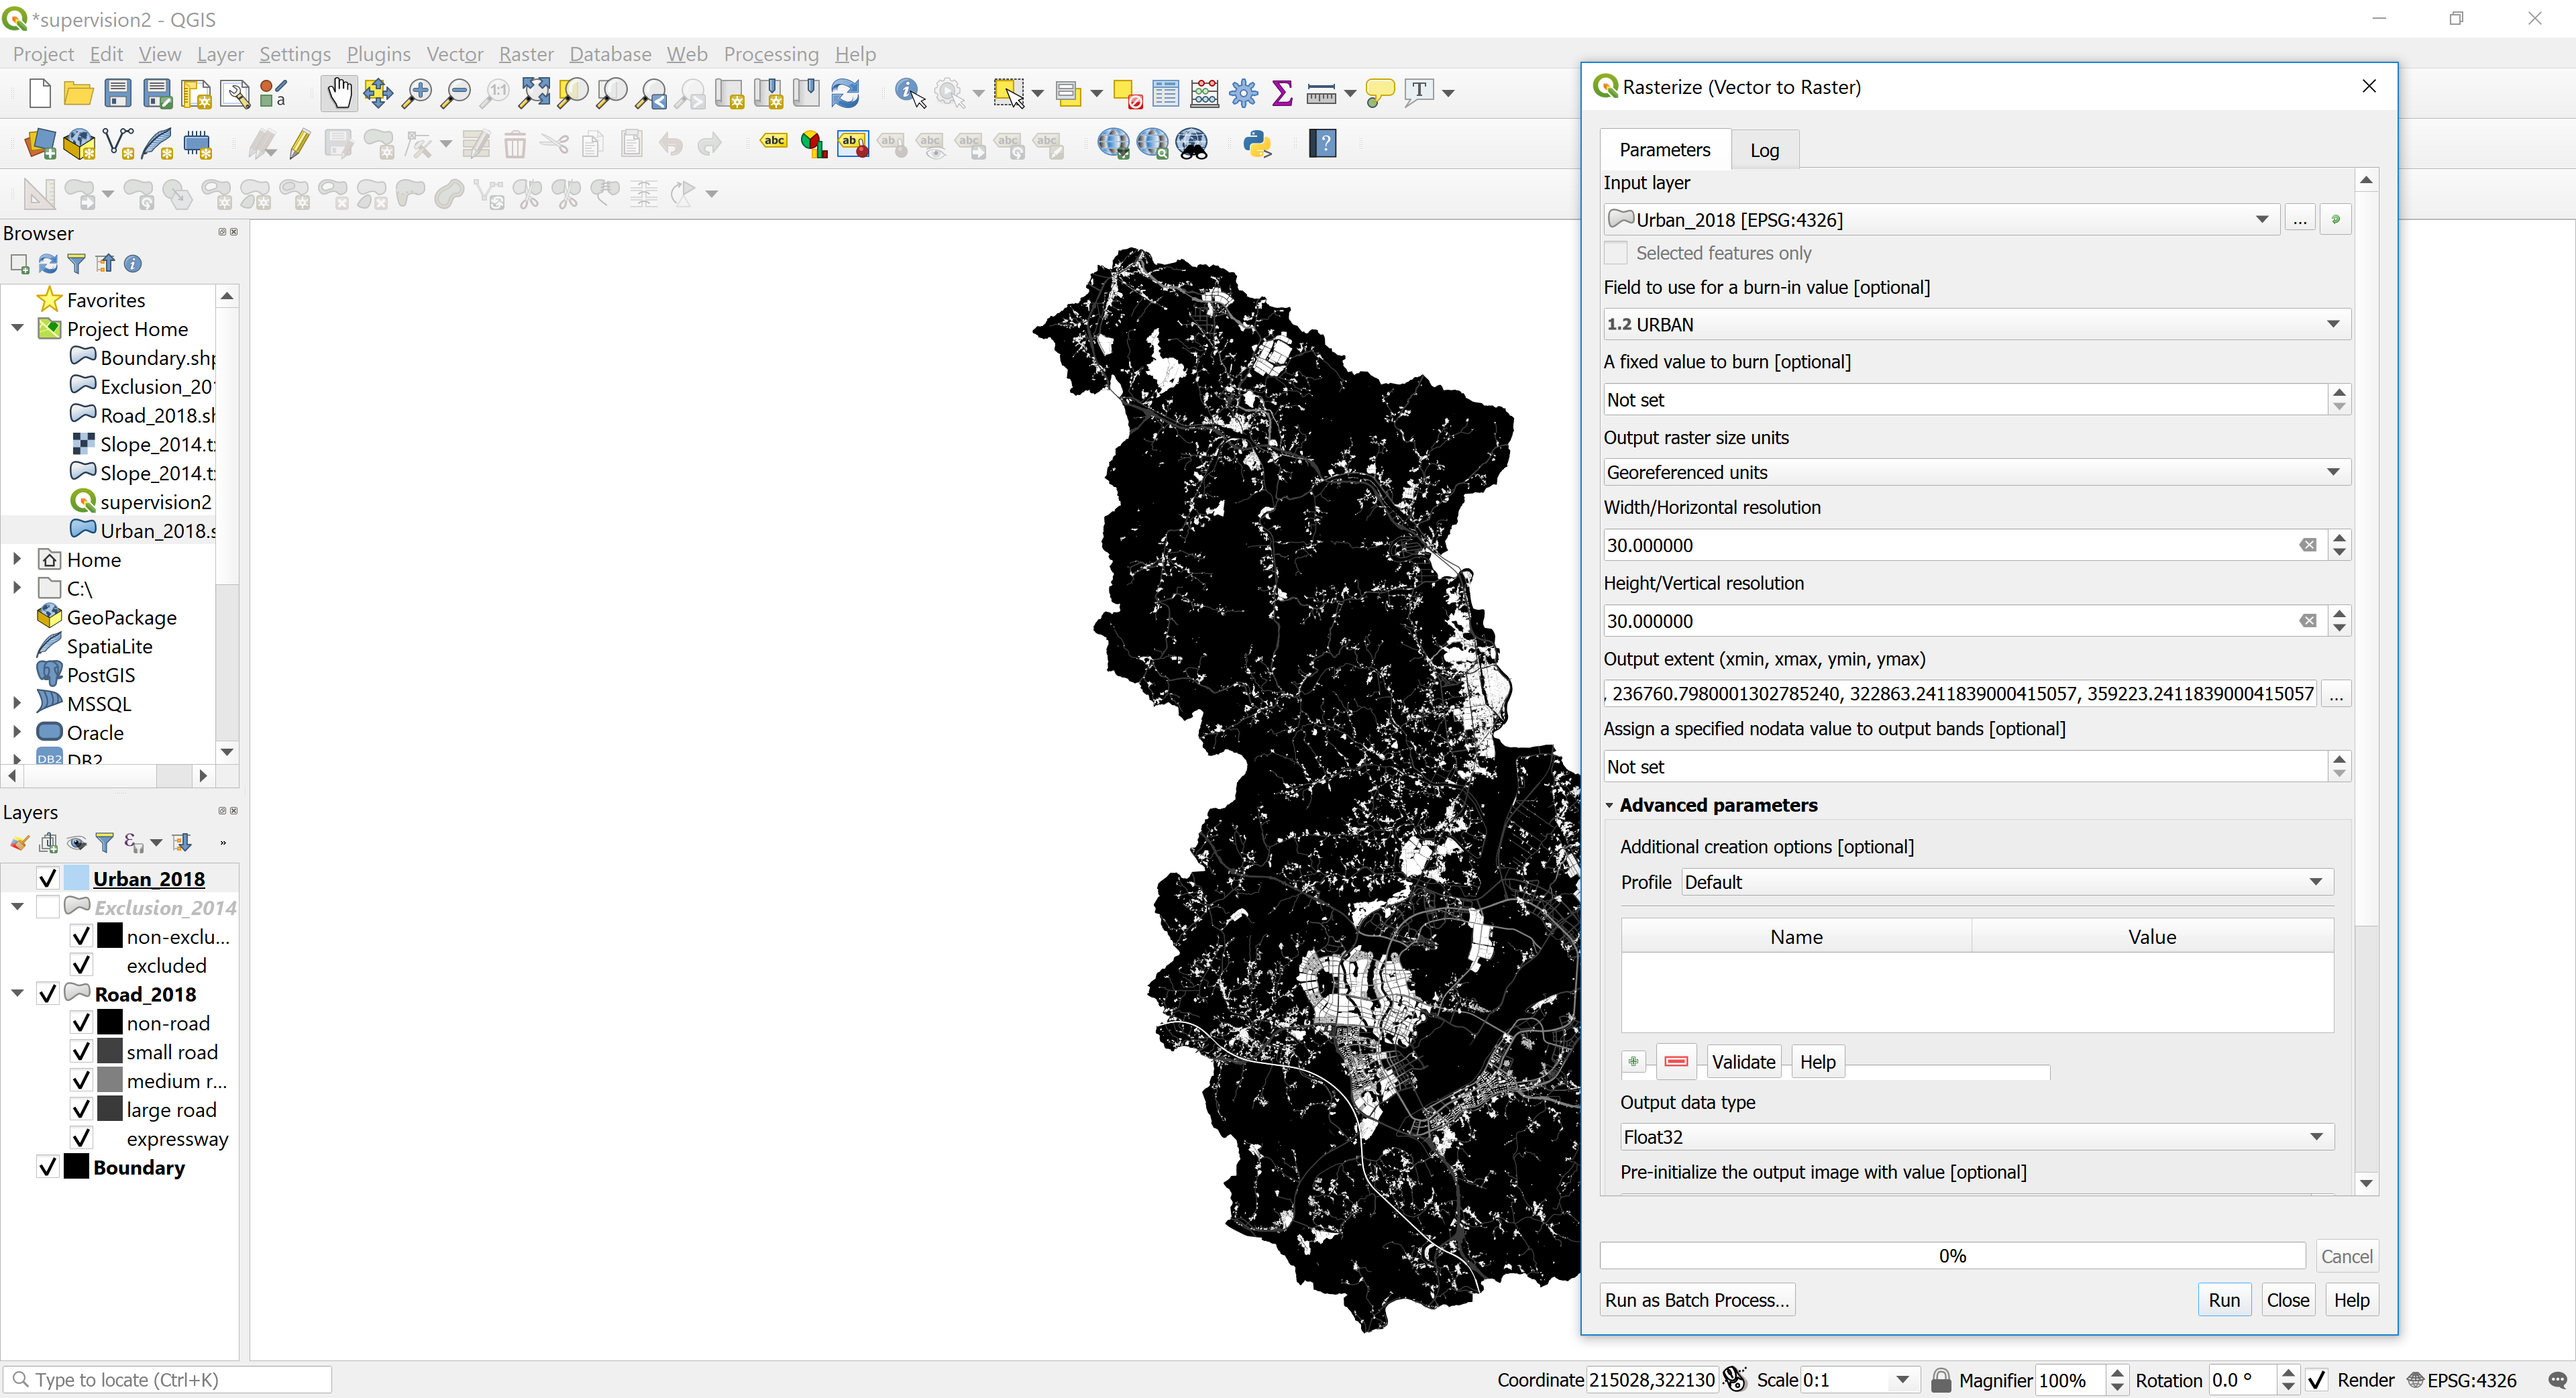 *supervision2 - QGIS
Project Edit View Layer Settings Plugins Vector Raster Database Web Processing Help
Browser
Favorites
Project Home
Boundary.shp
Exclusion_201
Road_2018.sh
Slope_2014.t
Slope_2014.t
supervision2
Urban_2018.s
Home
C:\
GeoPackage
SpatiaLite
PostGIS
MSSQL
Oracle
DB2
Layers
Urban_2018
Exclusion_2014
non-exclu...
excluded
Road_2018
non-road
small road
medium r...
large road
expressway
Boundary
Rasterize (Vector to Raster)
Parameters Log
Input layer
Urban_2018 [EPSG:4326] ...
Selected features only
Field to use for a burn-in value [optional]
1.2 URBAN
A fixed value to burn [optional]
Not set
Output raster size units
Georeferenced units
Width/Horizontal resolution
30.000000
Height/Vertical resolution
30.000000
Output extent (xmin, xmax, ymin, ymax)
, 236760.7980001302785240, 322863.2411839000415057, 359223.2411839000415057 ...
Assign a specified nodata value to output bands [optional]
Not set
Advanced parameters
Additional creation options [optional]
Profile Default
Name Value
Validate Help
Output data type
Float32
Pre-initialize the output image with value [optional]
0% Cancel
Run as Batch Process... Run Close Help
Type to locate (Ctrl+K) Coordinate 215028,322130 Scale 0:1 Magnifier 100% Rotation 0.0 ° Render EPSG:4326